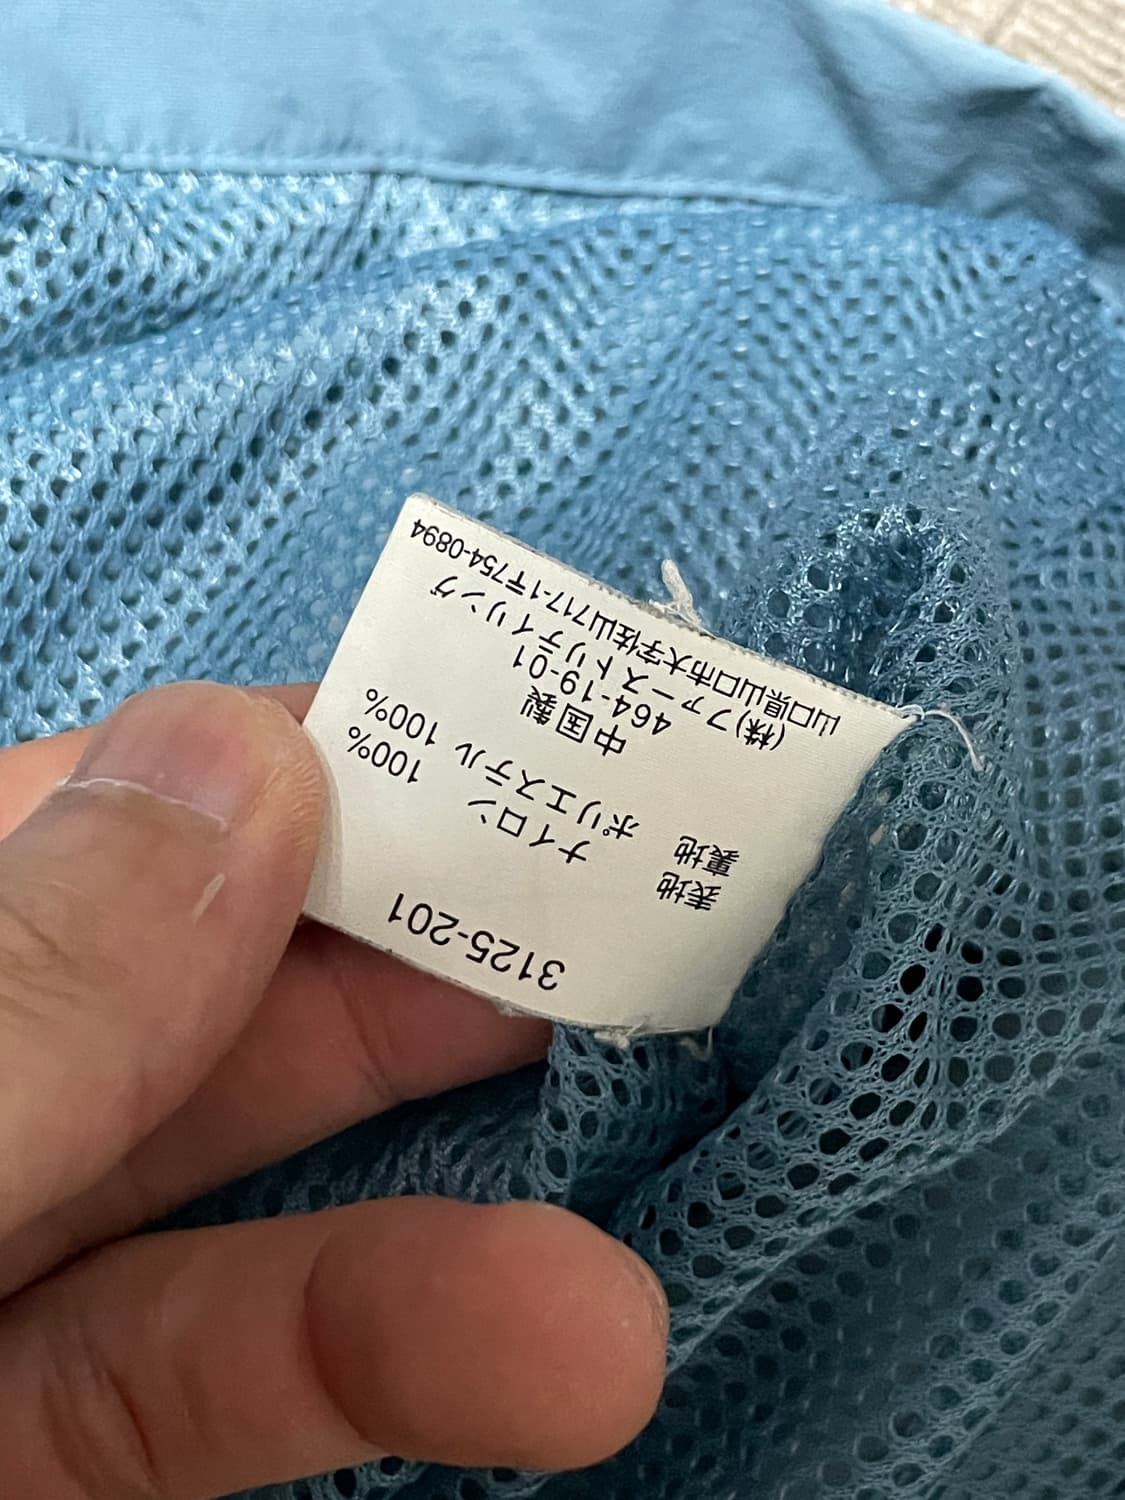 3125-201
表地 ナイロン 100%
裏地 ポリエステル 100%
中国製
464-19-01
(株)ファーストリテイリング
山口県山口市大字佐山717-1〒754-0894